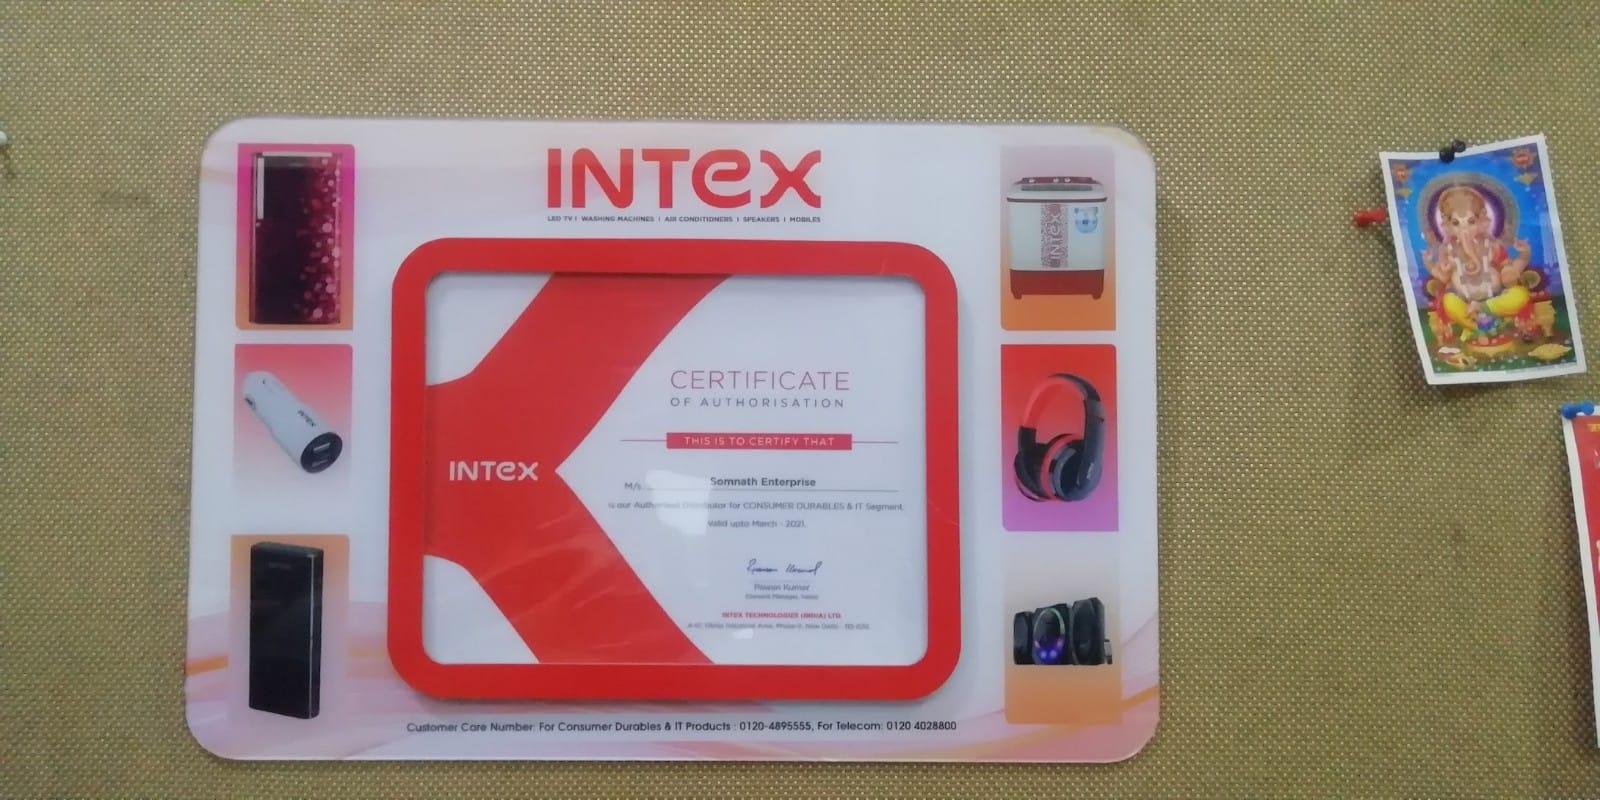 INTEX
LED TV I WASHING MACHINES I AIR CONDITIONERS I SPEAKERS I MOBILES
INTEX
INTEX
CERTIFICATE
OF AUTHORISATION
THIS IS TO CERTIFY THAT
INTEX
M/s. Somnath Enterprise
is our Authorised Distributor for CONSUMER DURABLES & IT Segment.
Valid upto March - 2021.
Pawan Kumar
INTEX TECHNOLOGIES (INDIA) LTD
Customer Care Number: For Consumer Durables & IT Products : 0120-4895555, For Telecom: 0120 4028800